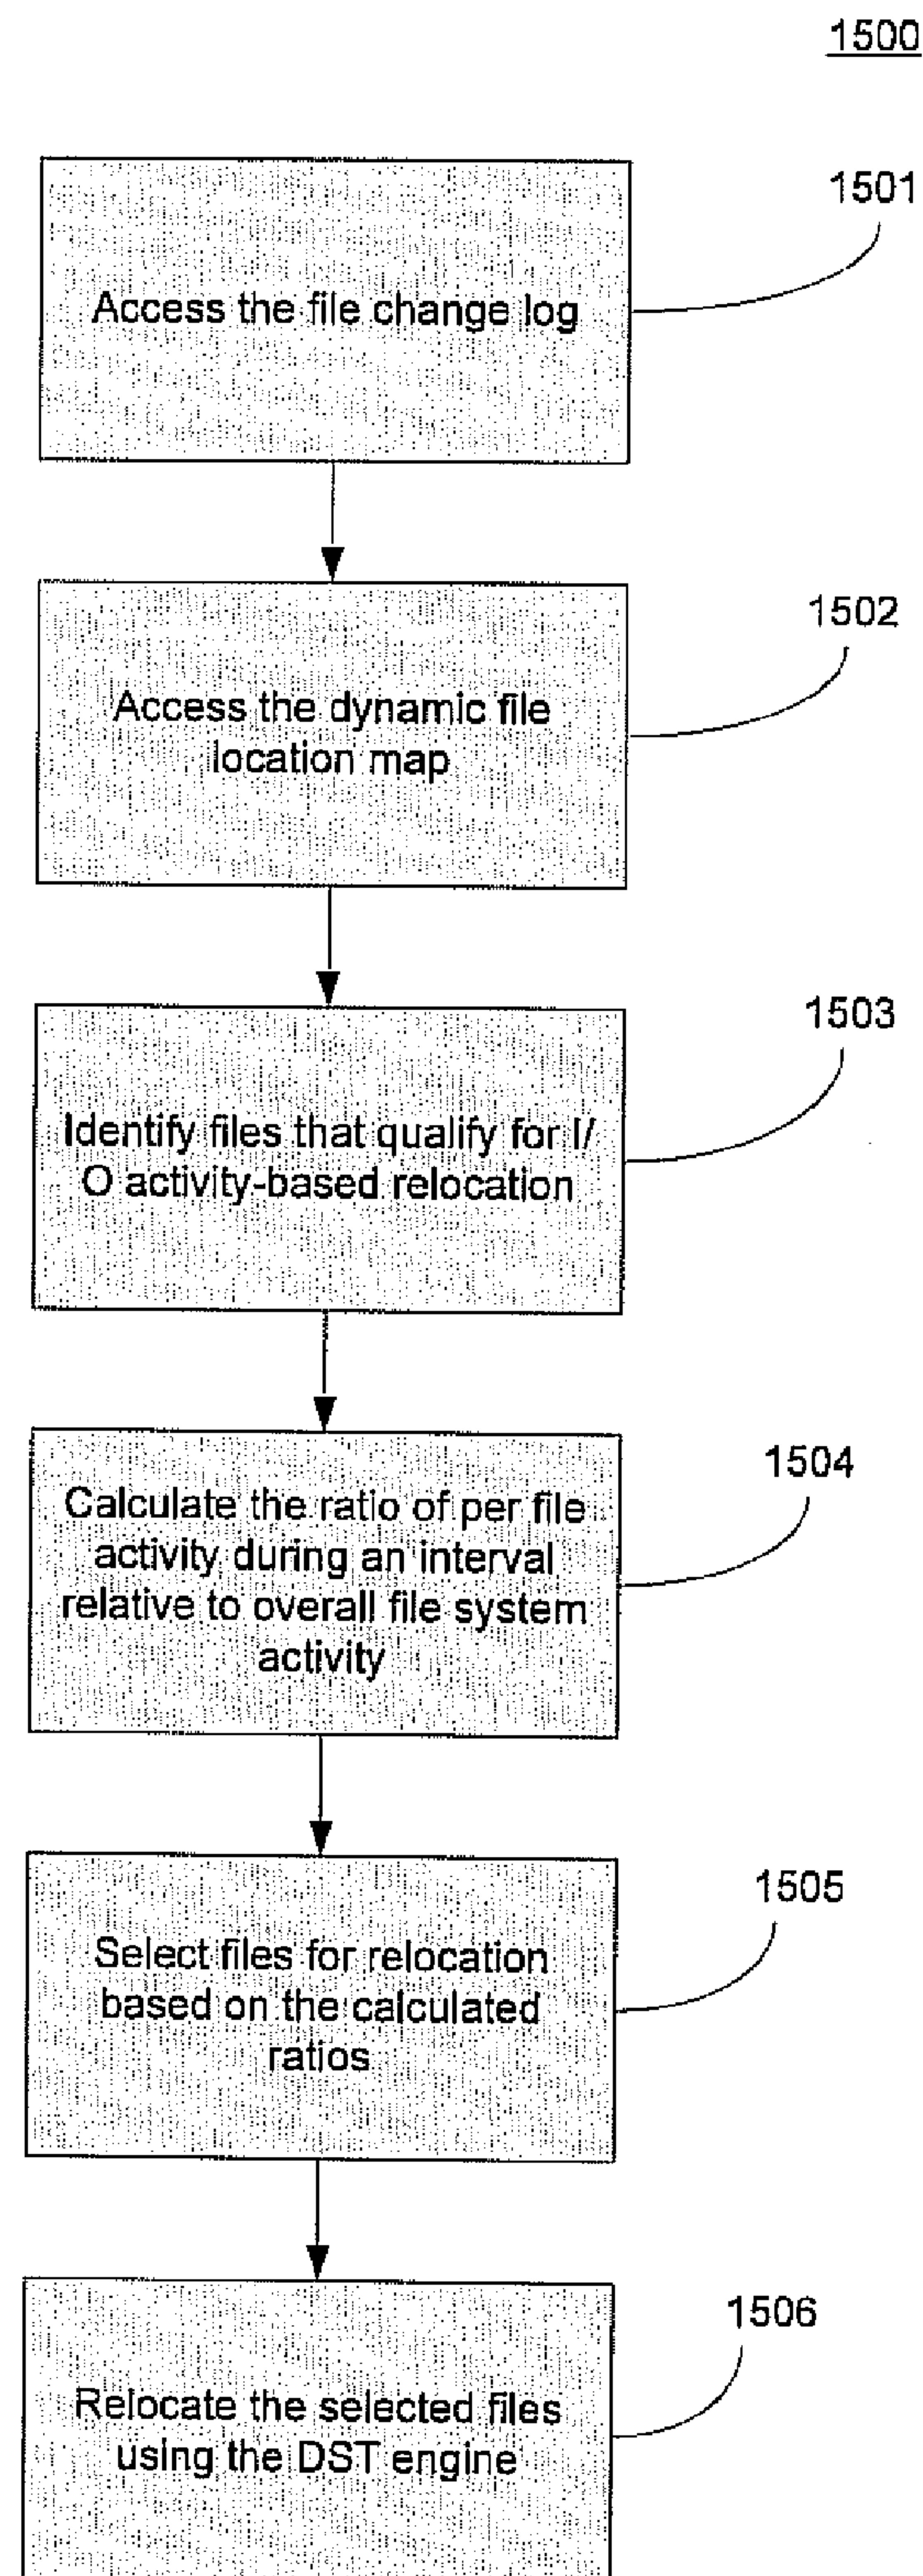 1500
1501
Access the file change log
1502
Access the dynamic file
location map
1503
Identify files that qualify for I/
O activity-based relocation
1504
Calculate the ratio of per file
activity during an interval
relative to overall file system
activity
1505
Select files for relocation
based on the calculated
ratios
1506
Relocate the selected files
using the DST engine